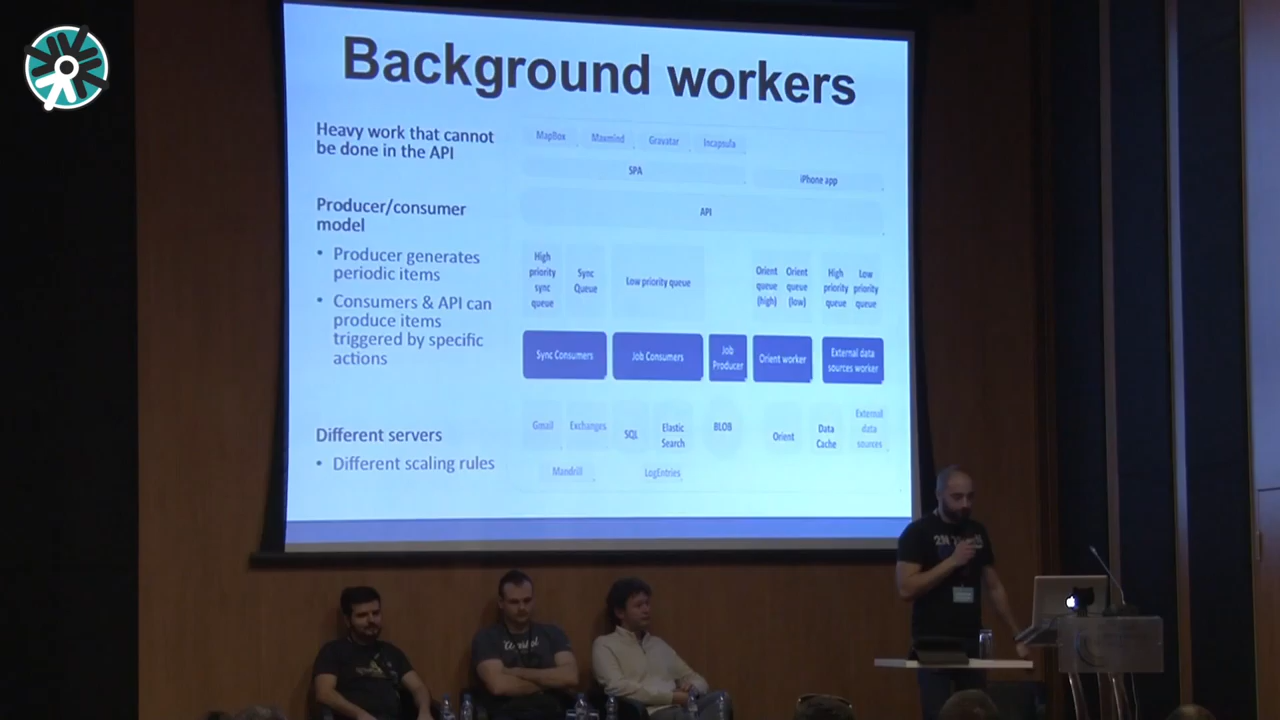 Background workers
Heavy work that cannot
be done in the API
Producer/consumer
model
• Producer generates
periodic items
• Consumers & API can
produce items
triggered by specific
actions
Different servers
• Different scaling rules
MapBox
Maxmind
Gravatar
Incapsula
SPA
iPhone app
API
High
priority
sync
queue
Sync
Queue
Low priority queue
Orient
queue
(high)
Orient
queue
(low)
High
priority
queue
Low
priority
queue
Sync Consumers
Job Consumers
Job
Producer
Orient worker
External data
sources worker
Gmail
Exchanges
SQL
Elastic
Search
BLOB
Orient
Data
Cache
External
data
sources
Mandrill
LogEntries